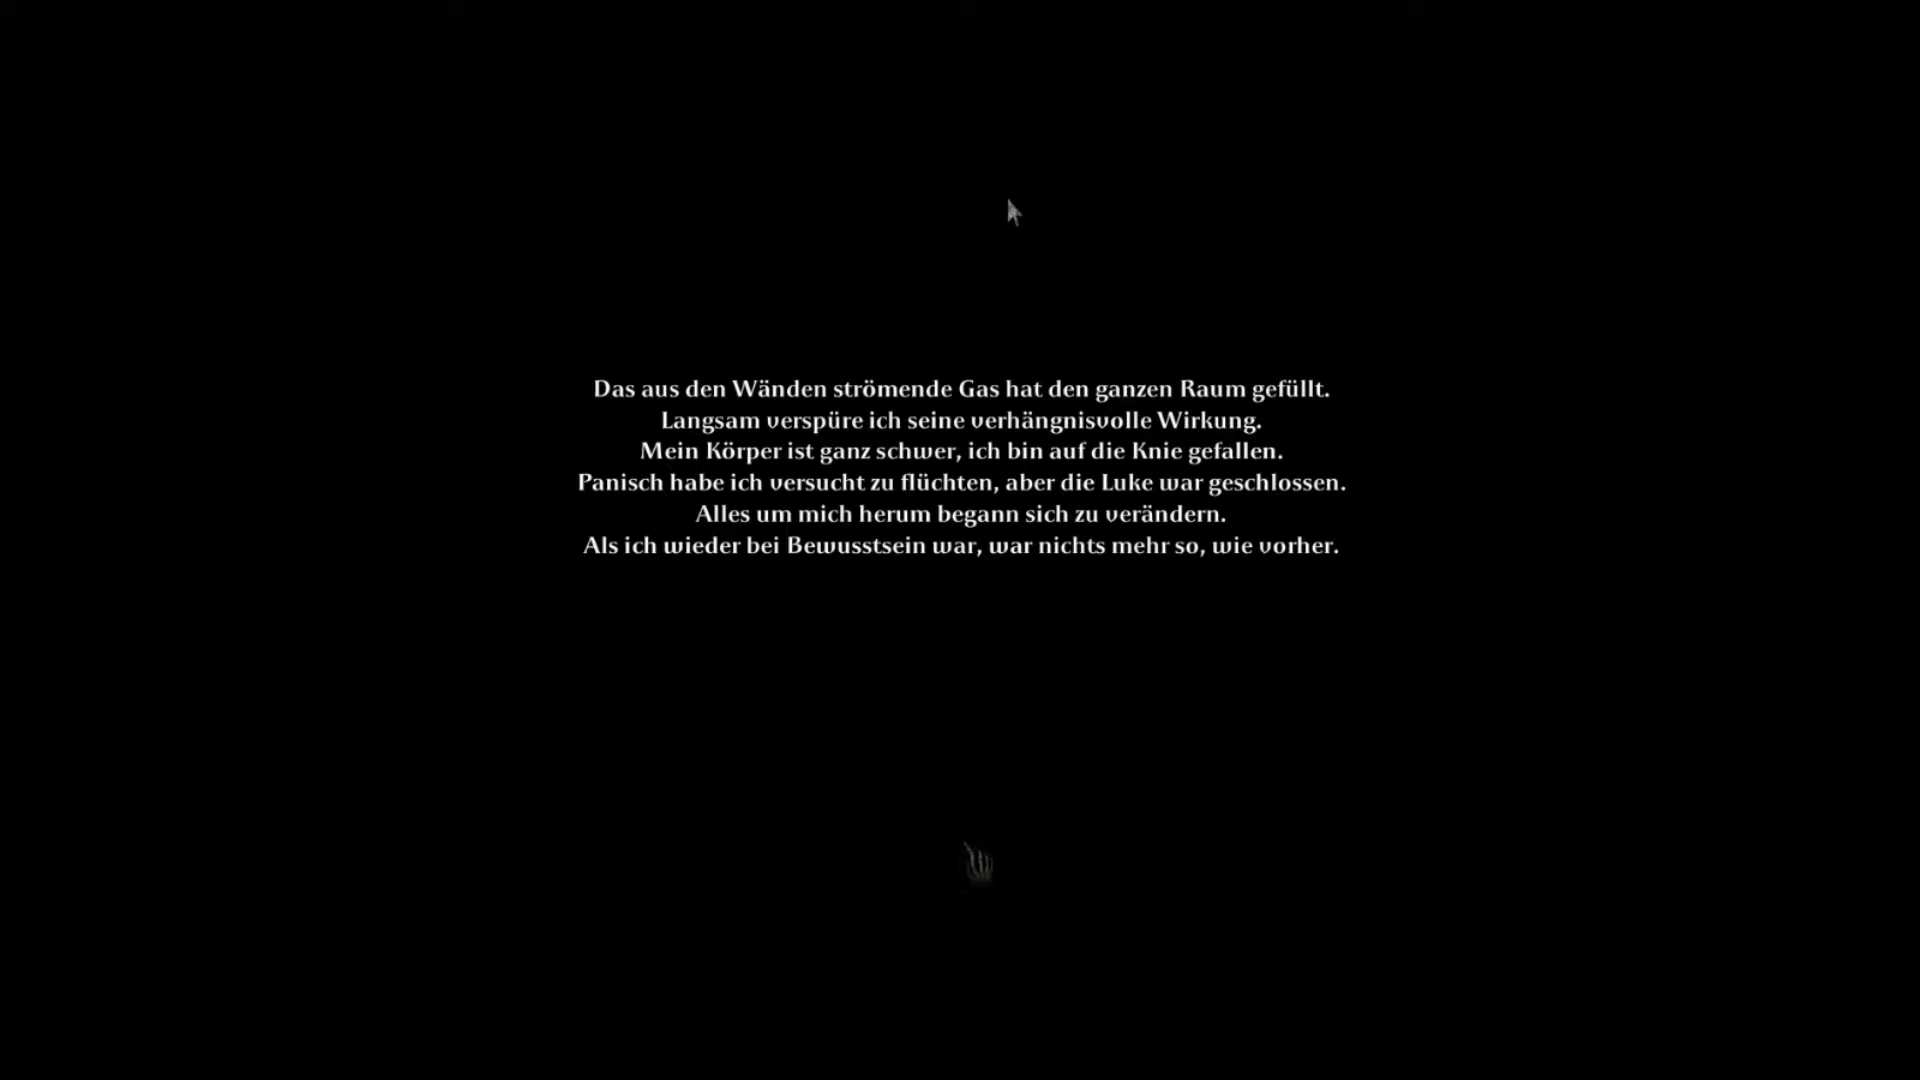 Das aus den Wänden strömende Gas hat den ganzen Raum gefüllt.
Langsam verspüre ich seine verhängnisvolle Wirkung.
Mein Körper ist ganz schwer, ich bin auf die Knie gefallen.
Panisch habe ich versucht zu flüchten, aber die Luke war geschlossen.
Alles um mich herum begann sich zu verändern.
Als ich wieder bei Bewusstsein war, war nichts mehr so, wie vorher.